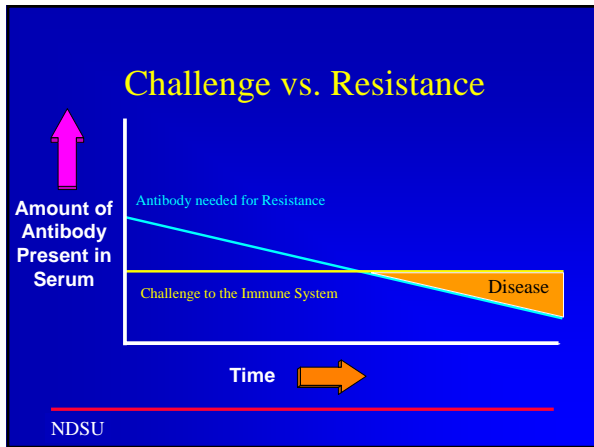 Challenge vs. Resistance
Amount of
Antibody
Present in
Serum
Antibody needed for Resistance
Challenge to the Immune System
Disease
Time
NDSU